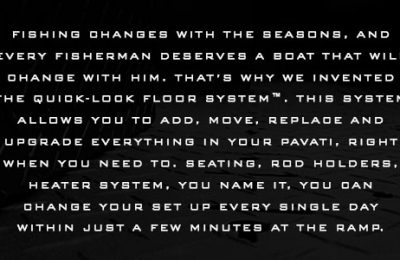 FISHING CHANGES WITH THE SEASONS, AND
EVERY FISHERMAN DESERVES A BOAT THAT WILL
CHANGE WITH HIM. THAT'S WHY WE INVENTED
THE QUICK-LOCK FLOOR SYSTEM™. THIS SYSTEM
ALLOWS YOU TO ADD, MOVE, REPLACE AND
UPGRADE EVERYTHING IN YOUR PAVATI, RIGHT
WHEN YOU NEED TO. SEATING, ROD HOLDERS,
HEATER SYSTEM, YOU NAME IT, YOU CAN
CHANGE YOUR SET UP EVERY SINGLE DAY
WITHIN JUST A FEW MINUTES AT THE RAMP.